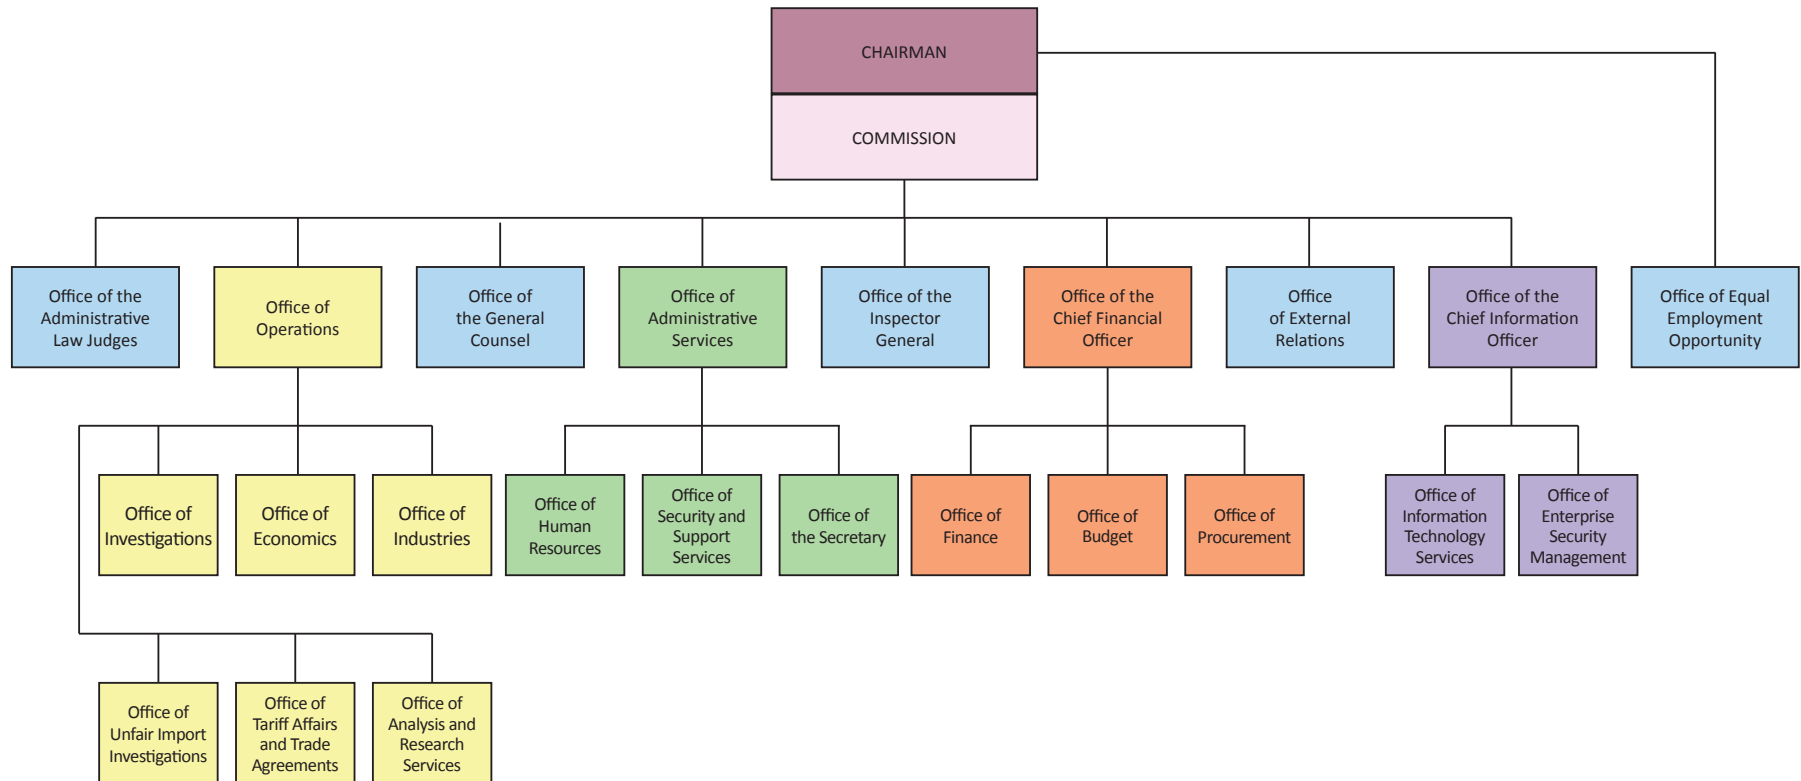 CHAIRMAN
COMMISSION
Office of the
Administrative
Law Judges
Office of
Operations
Office of
the General
Counsel
Office of
Administrative
Services
Office of the
Inspector
General
Office of the
Chief Financial
Officer
Office
of External
Relations
Office of the
Chief Information
Officer
Office of Equal
Employment
Opportunity
Office of
Investigations
Office of
Economics
Office of
Industries
Office of
Human
Resources
Office of
Security and
Support
Services
Office of
the Secretary
Office of
Finance
Office of
Budget
Office of
Procurement
Office of
Information
Technology
Services
Office of
Enterprise
Security
Management
Office of
Unfair Import
Investigations
Office of
Tariff Affairs
and Trade
Agreements
Office of
Analysis and
Research
Services